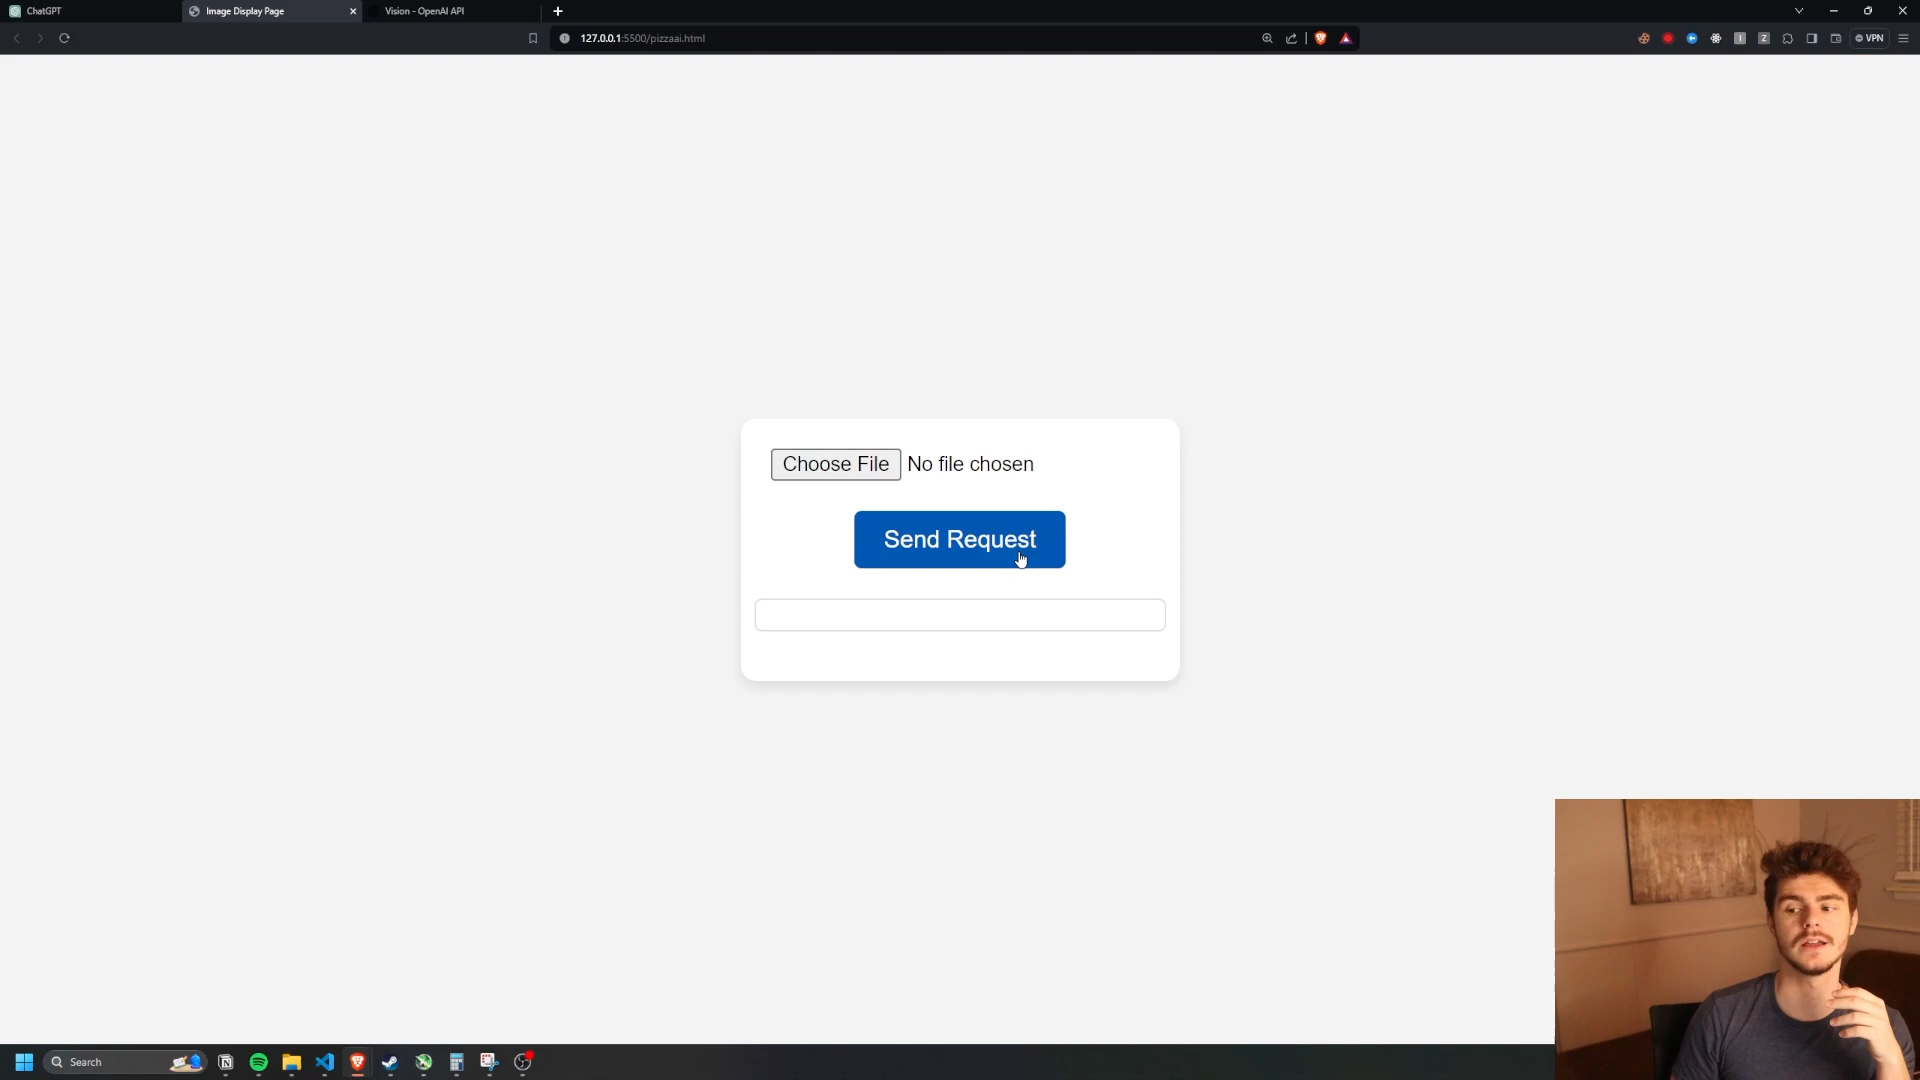 ChatGPT
Image Display Page
Vision - OpenAI API
127.0.0.1:5500/pizzaai.html
VPN
Choose File No file chosen
Send Request
Search